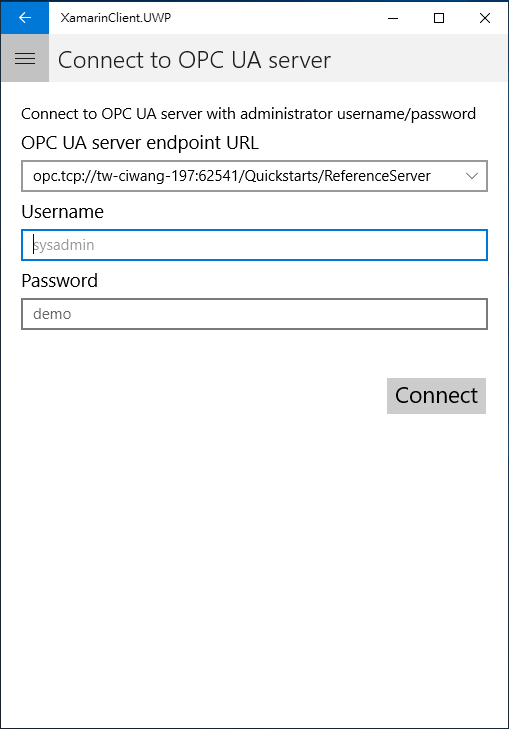 XamarinClient.UWP
Connect to OPC UA server
Connect to OPC UA server with administrator username/password
OPC UA server endpoint URL
opc.tcp://tw-ciwang-197:62541/Quickstarts/ReferenceServer
Username
sysadmin
Password
demo
Connect